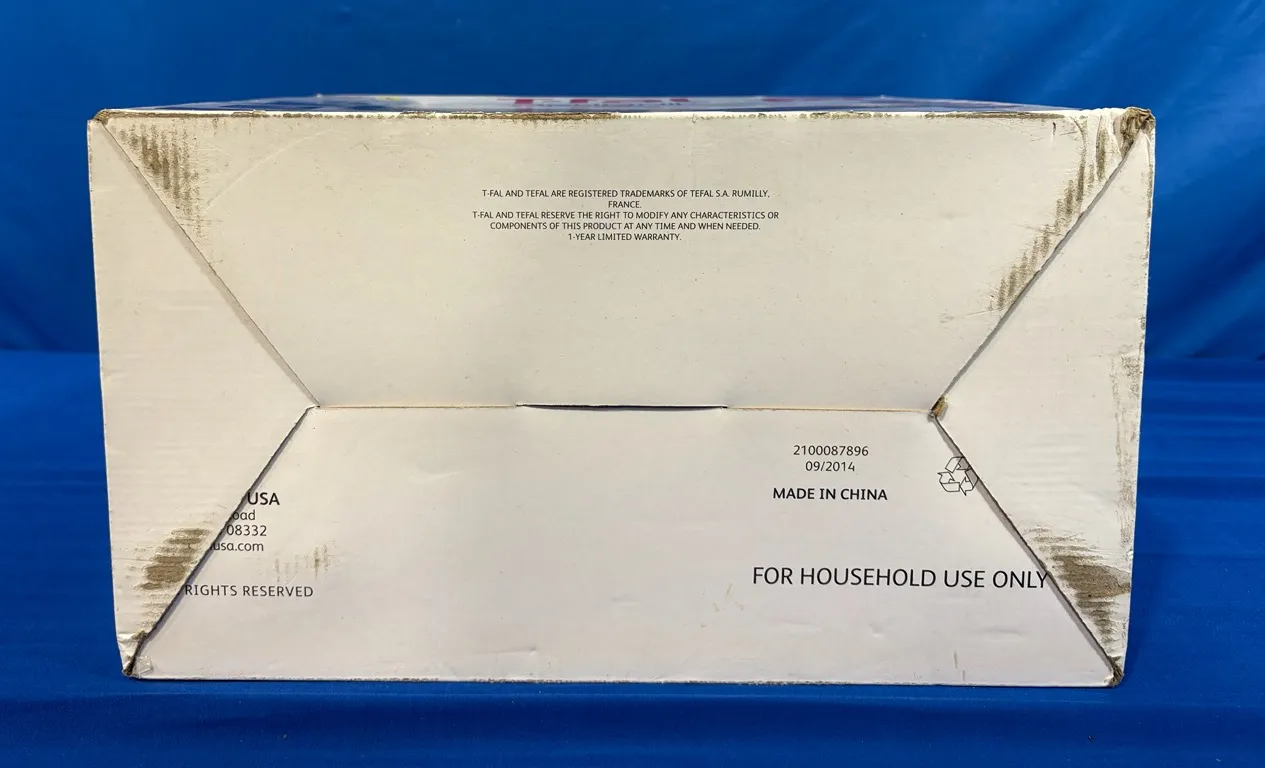 T-FAL AND TEFAL ARE REGISTERED TRADEMARKS OF TEFAL S.A. RUMILLY,
FRANCE.
T-FAL AND TEFAL RESERVE THE RIGHT TO MODIFY ANY CHARACTERISTICS OR
COMPONENTS OF THIS PRODUCT AT ANY TIME AND WHEN NEEDED.
1-YEAR LIMITED WARRANTY.
2100087896
09/2014
MADE IN CHINA
USA
oad
08332
usa.com
RIGHTS RESERVED
FOR HOUSEHOLD USE ONLY